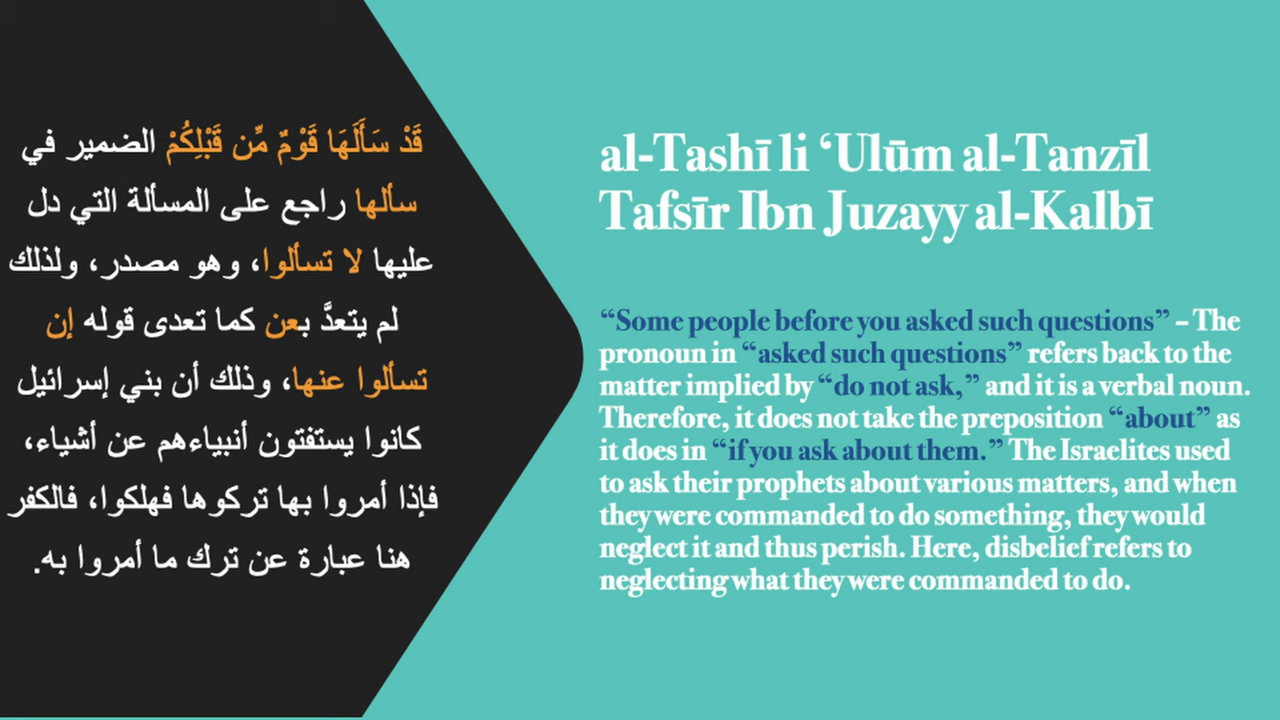 قَدْ سَأَلَهَا قَوْمٌ مِّن قَبْلِكُمْ الضمير في
سألها راجع على المسألة التي دل
عليها لا تسألوا، وهو مصدر، ولذلك
لم يتعدَّ بعن كما تعدى قوله إن
تسألوا عنها، وذلك أن بني إسرائيل
كانوا يستفتون أنبياءهم عن أشياء،
فإذا أمروا بها تركوها فهلكوا، فالكفر
هنا عبارة عن ترك ما أمروا به.
al-Tashī li ‘Ulūm al-Tanzīl
Tafsīr Ibn Juzayy al-Kalbī
“Some people before you asked such questions” – The
pronoun in “asked such questions” refers back to the
matter implied by “do not ask,” and it is a verbal noun.
Therefore, it does not take the preposition “about” as
it does in “if you ask about them.” The Israelites used
to ask their prophets about various matters, and when
they were commanded to do something, they would
neglect it and thus perish. Here, disbelief refers to
neglecting what they were commanded to do.